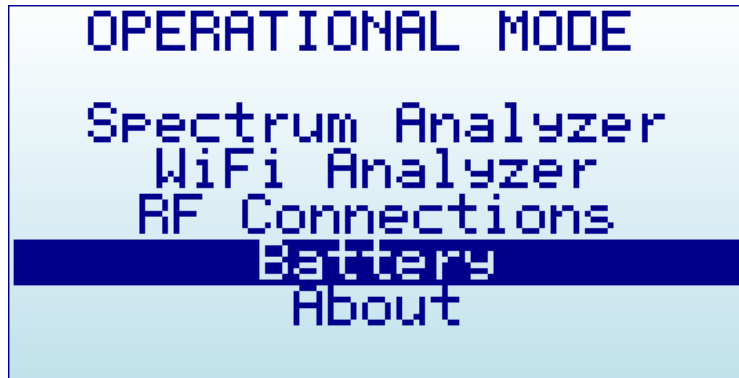 OPERATIONAL MODE
Spectrum Analyzer
WiFi Analyzer
RF Connections
Battery
About